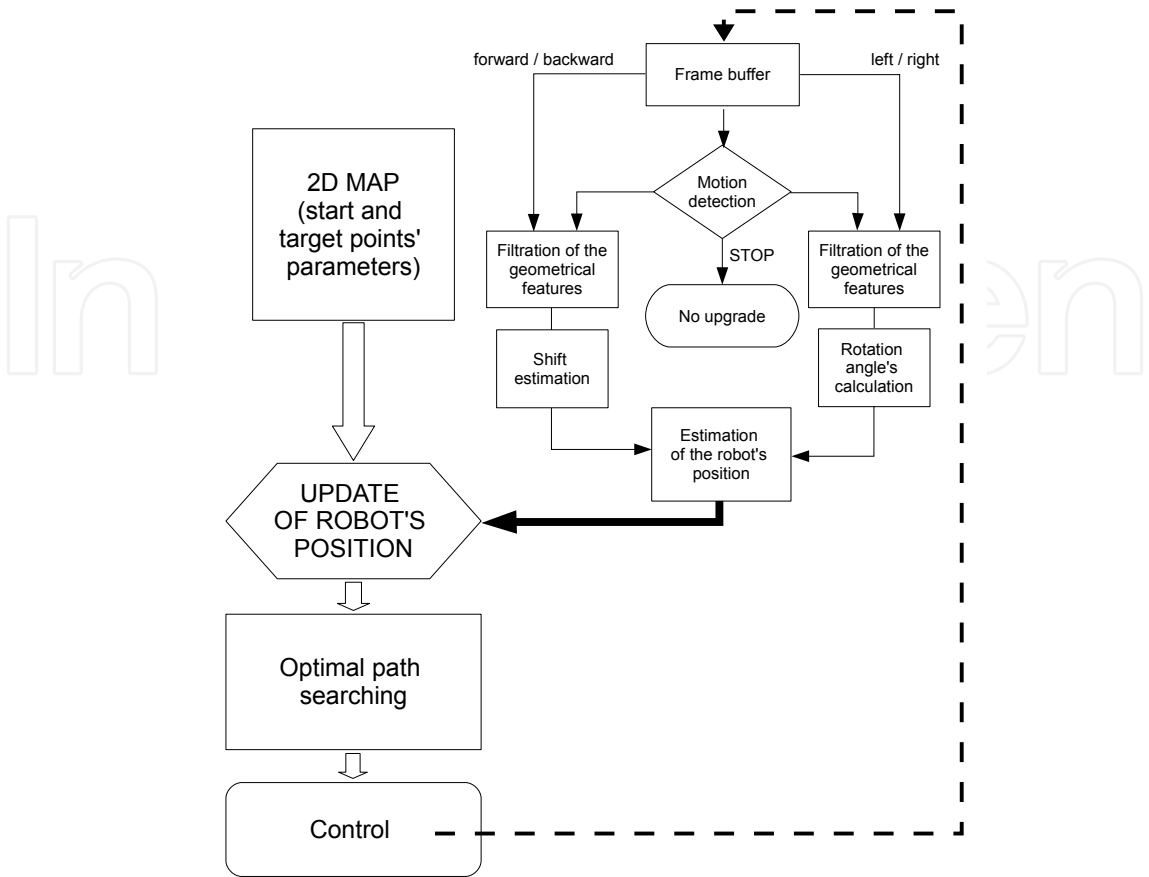 forward / backward
left / right
Frame buffer
2D MAP
(start and
target points'
parameters)
Motion
detection
Filtration of the
geometrical
features
STOP
Filtration of the
geometrical
features
No upgrade
Shift
estimation
Rotation
angle's
calculation
Estimation
of the robot's
position
UPDATE
OF ROBOT'S
POSITION
Optimal path
searching
Control
In
en